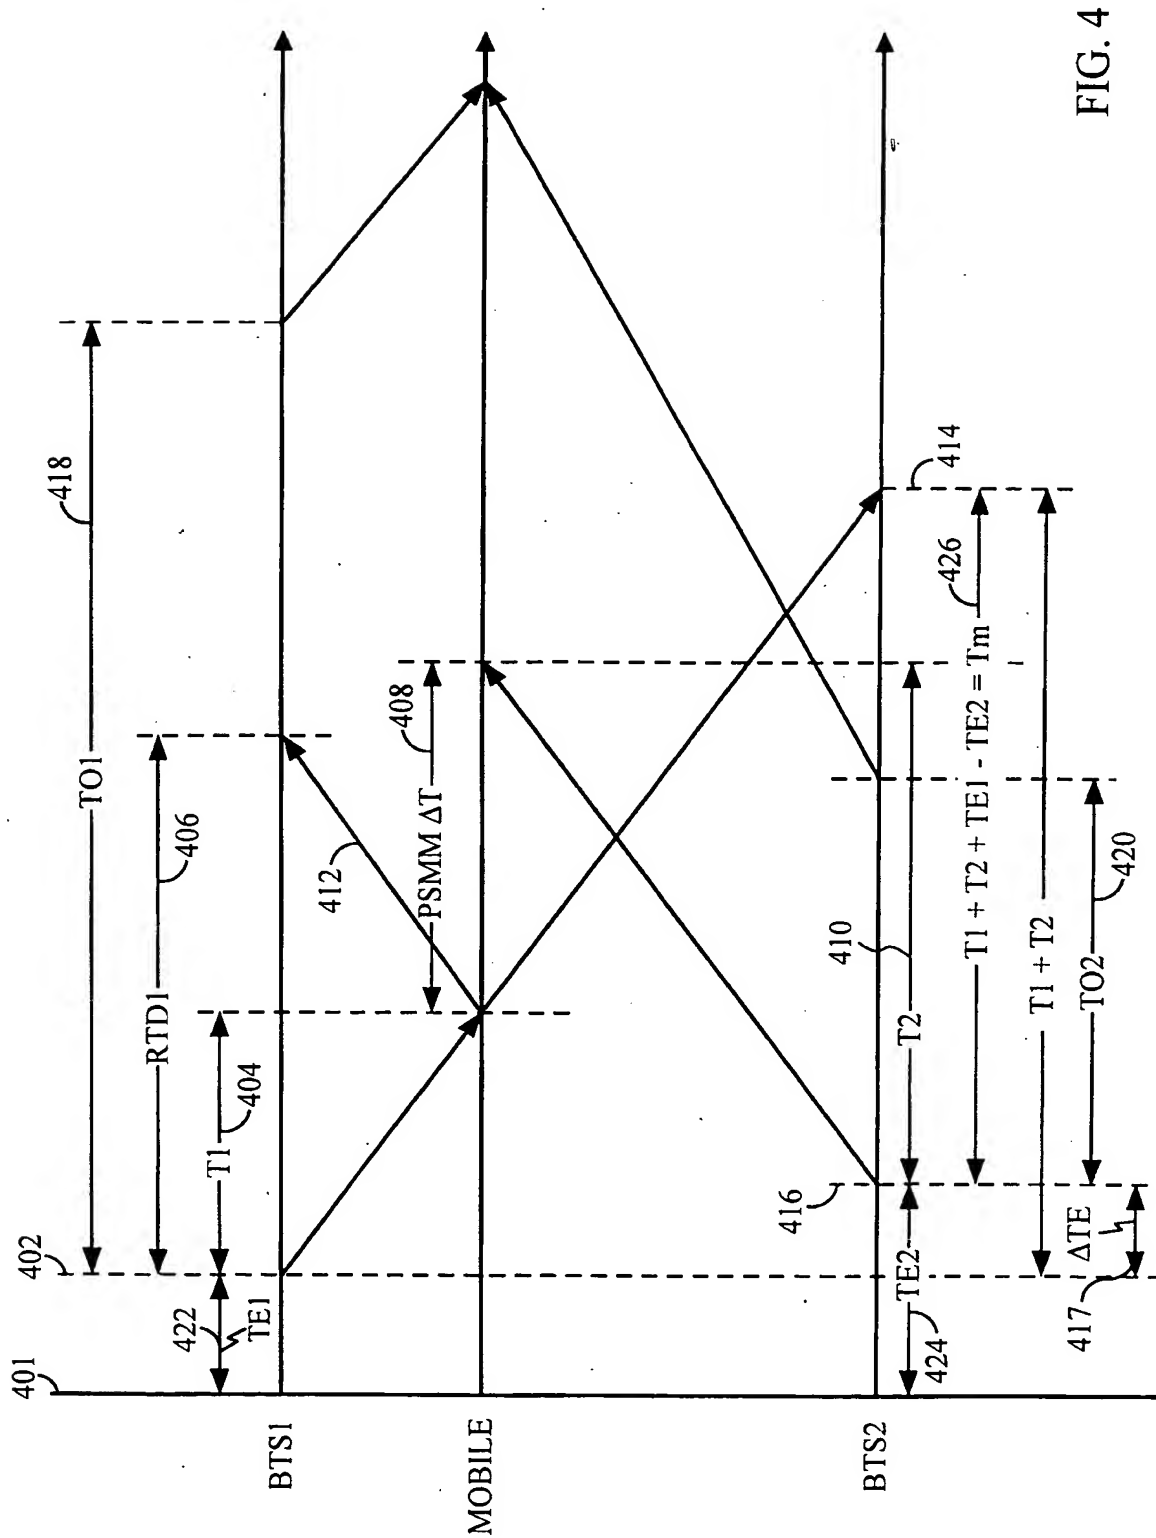 418
TO1
406
RTD1
404
T1
402
422
TE1
401
BTS1
412
408
PSMM ΔT
MOBILE
414
426
T1 + T2 + TE1 - TE2 = Tm
410
T2
T1 + T2
420
TO2
416
ΔTE
417
TE2
424
BTS2
FIG. 4